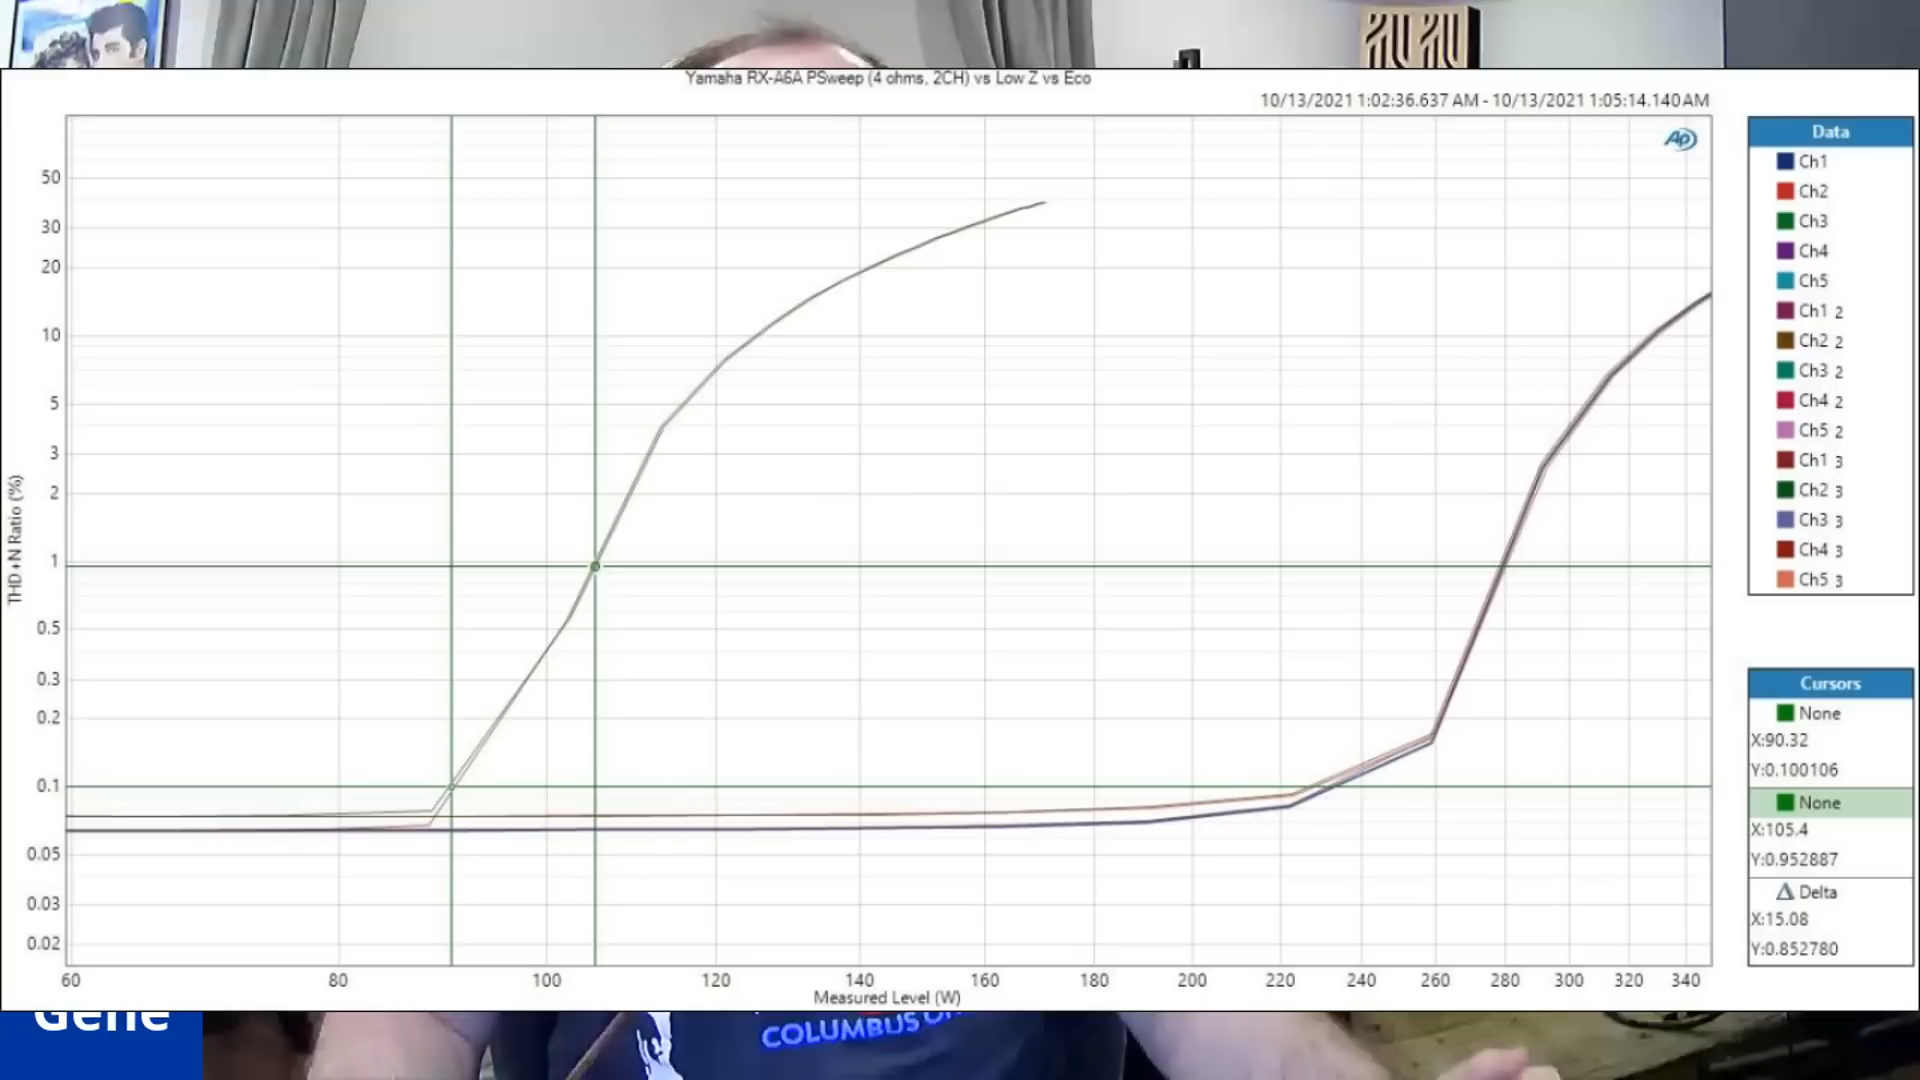 Yamaha RX-A6A PSweep (4 ohms, 2CH) vs Low Z vs Eco
10/13/2021 1:02:36.637 AM - 10/13/2021 1:05:14.140 AM
AP
THD+N Ratio (%)
50
30
20
10
5
3
2
1
0.5
0.3
0.2
0.1
0.05
0.03
0.02
60 80 100 120 140 160 180 200 220 240 260 280 300 320 340
Measured Level (W)
Data
Ch1
Ch2
Ch3
Ch4
Ch5
Ch1 2
Ch2 2
Ch3 2
Ch4 2
Ch5 2
Ch1 3
Ch2 3
Ch3 3
Ch4 3
Ch5 3
Cursors
None
X:90.32
Y:0.100106
None
X:105.4
Y:0.952887
Δ Delta
X:15.08
Y:0.852780
Gene
COLUMBUS